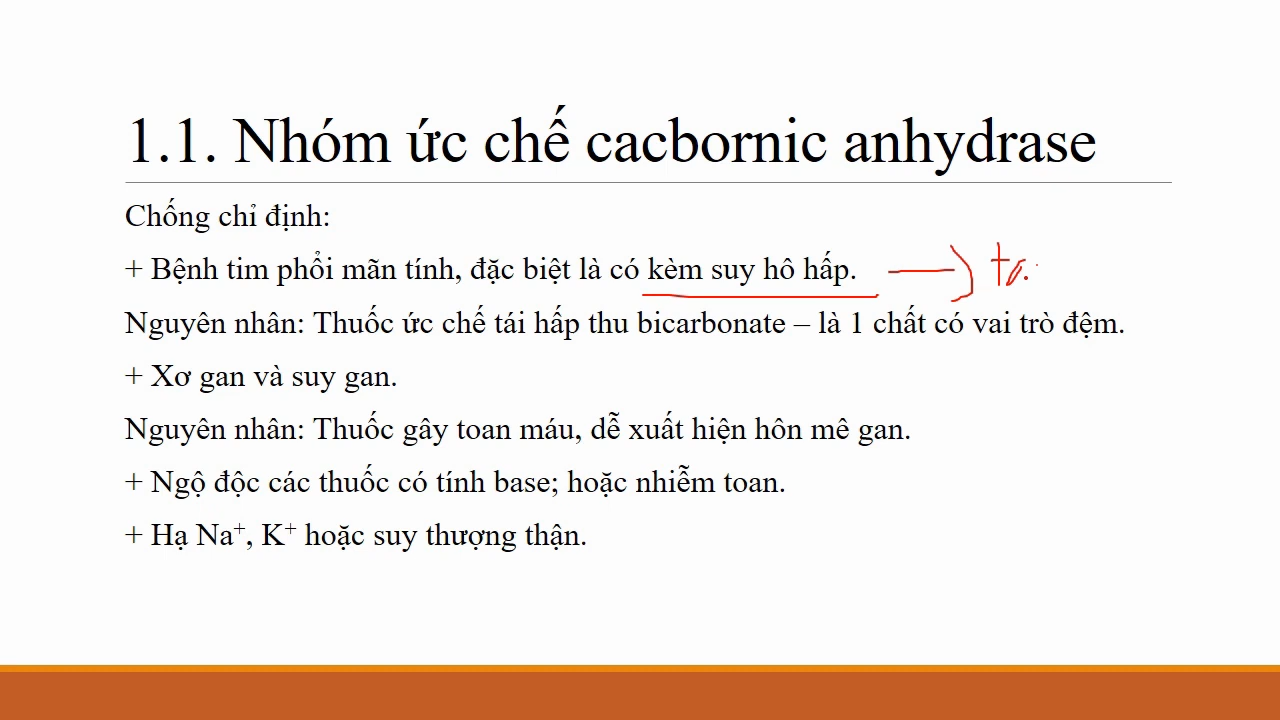 1.1. Nhóm ức chế cacbornic anhydrase
Chống chỉ định:
+ Bệnh tim phổi mãn tính, đặc biệt là có kèm suy hô hấp.
Nguyên nhân: Thuốc ức chế tái hấp thu bicarbonate – là 1 chất có vai trò đệm.
+ Xơ gan và suy gan.
Nguyên nhân: Thuốc gây toan máu, dễ xuất hiện hôn mê gan.
+ Ngộ độc các thuốc có tính base; hoặc nhiễm toan.
+ Hạ Na⁺, K⁺ hoặc suy thượng thận.